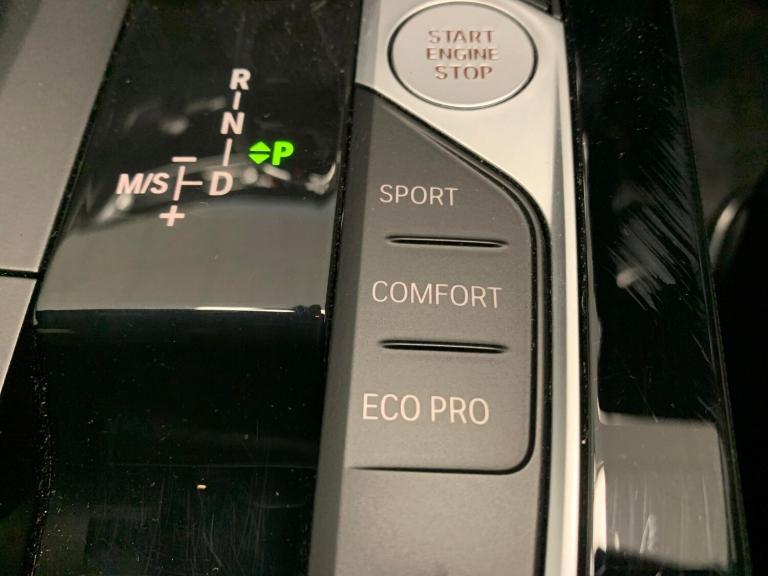 START
ENGINE
STOP
R
N
P
M/S
D
SPORT
COMFORT
ECO PRO